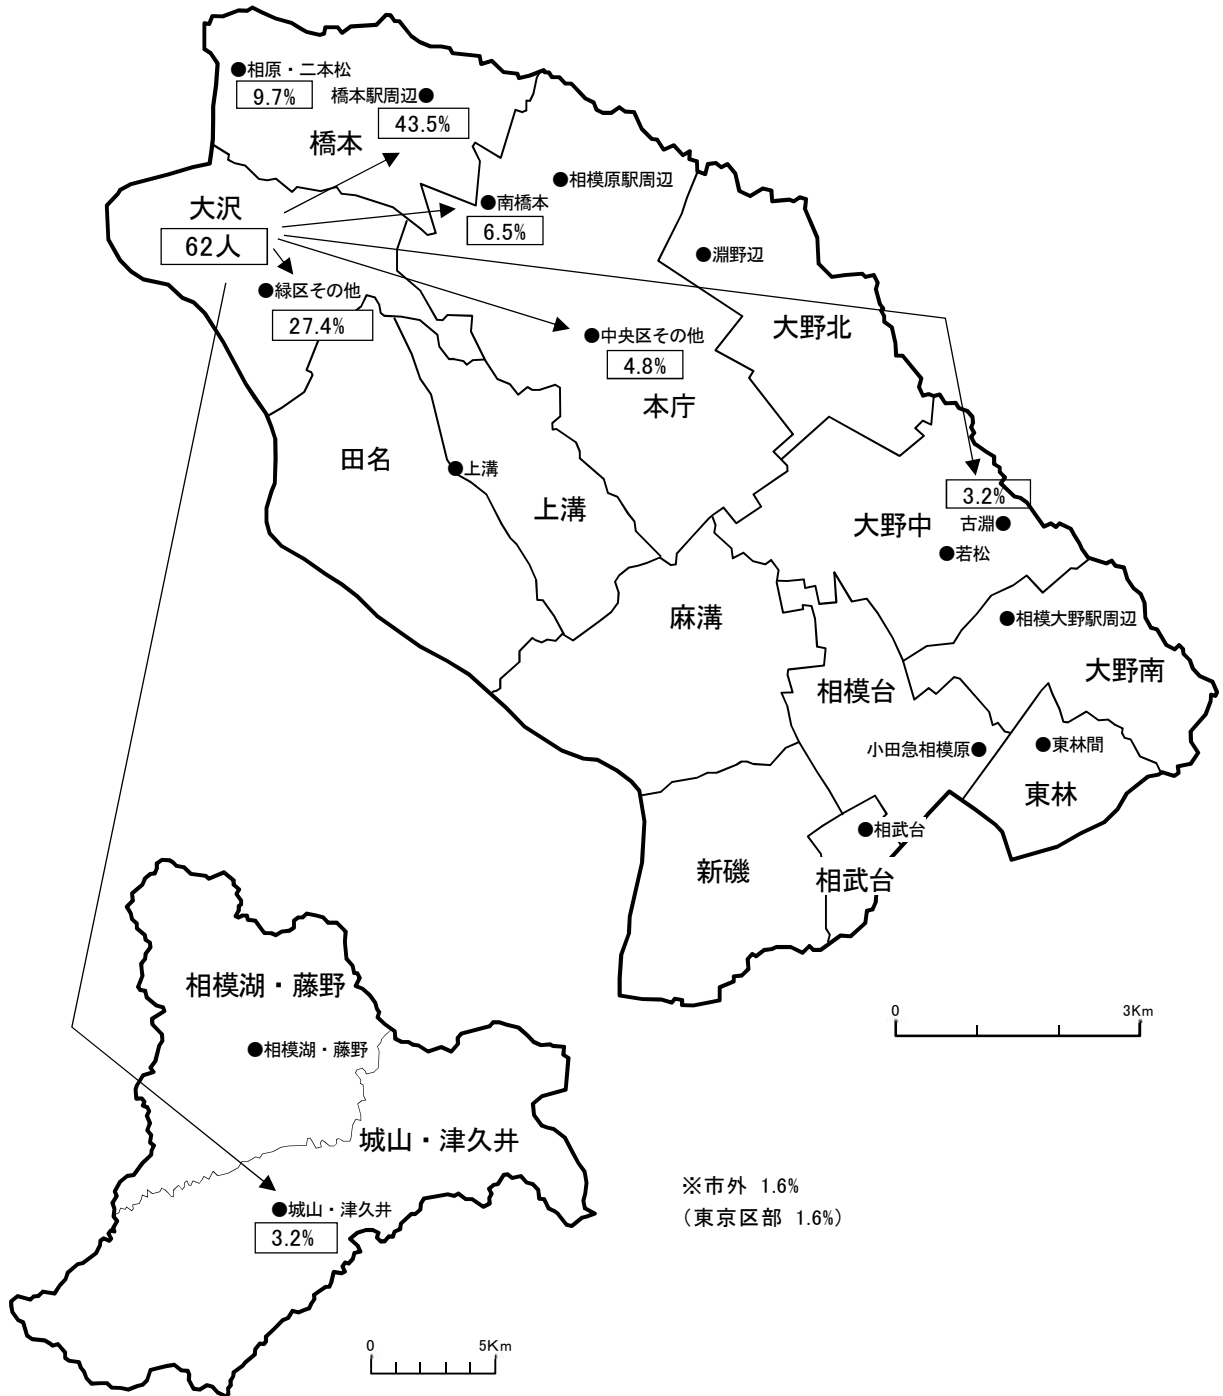 相原・二本松
9.7%
橋本駅周辺
43.5%
橋本
相模原駅周辺
大沢
62人
南橋本
6.5%
淵野辺
緑区その他
27.4%
大野北
中央区その他
4.8%
本庁
田名
上溝
上溝
3.2%
大野中
古淵
若松
麻溝
相模大野駅周辺
大野南
相模台
小田急相模原
東林間
東林
相武台
新磯
相武台
相模湖・藤野
0 3Km
相模湖・藤野
城山・津久井
※市外 1.6%
(東京区部 1.6%)
城山・津久井
3.2%
0 5Km